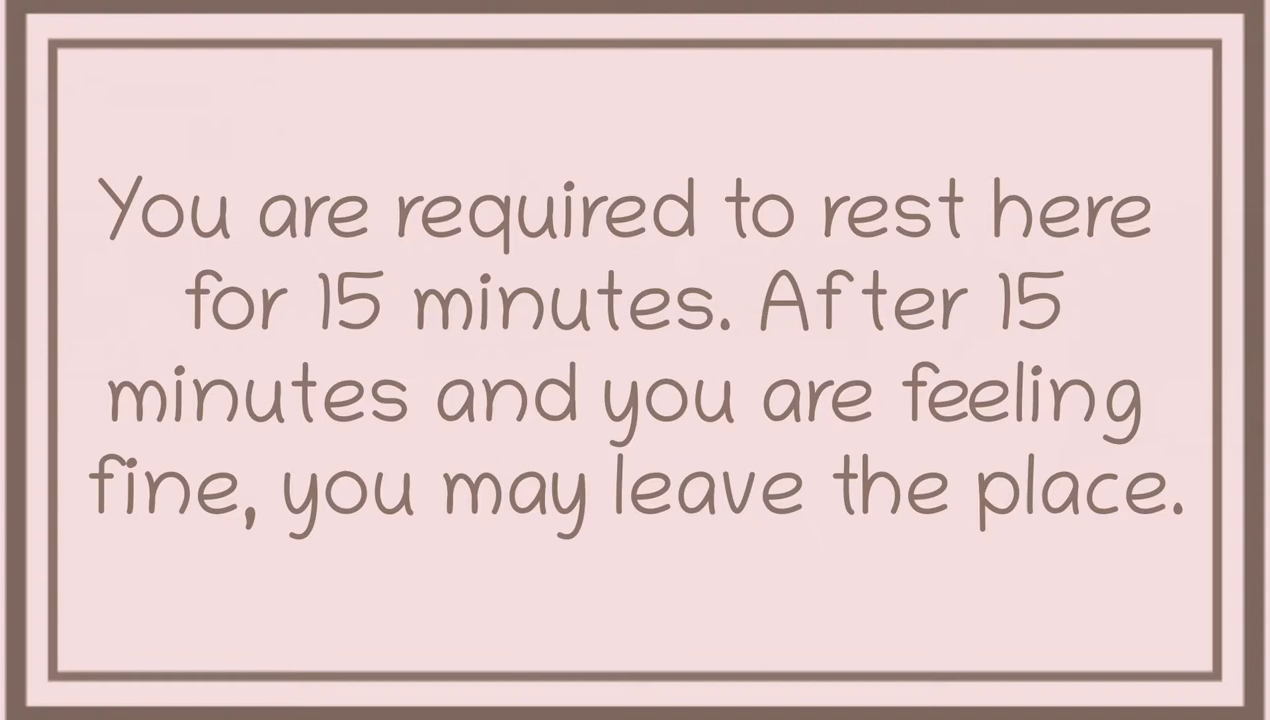 You are required to rest here
for 15 minutes. After 15
minutes and you are feeling
fine, you may leave the place.